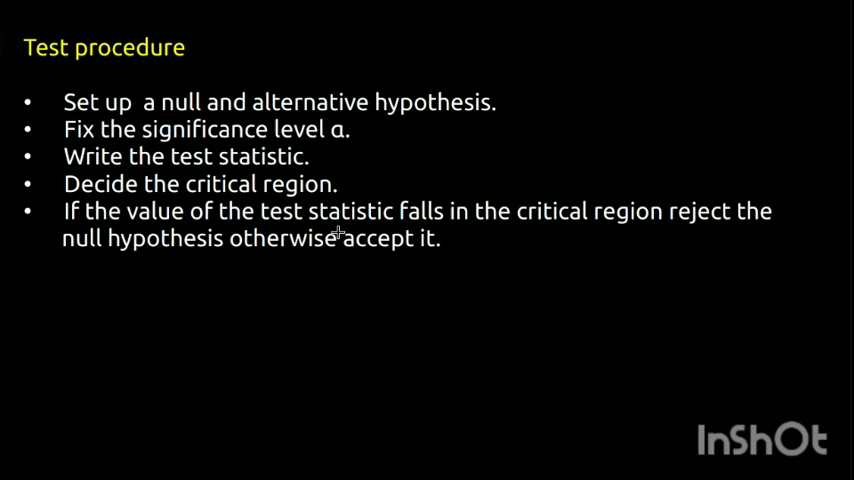 Test procedure
• Set up a null and alternative hypothesis.
• Fix the significance level α.
• Write the test statistic.
• Decide the critical region.
• If the value of the test statistic falls in the critical region reject the
null hypothesis otherwise accept it.
InShOt